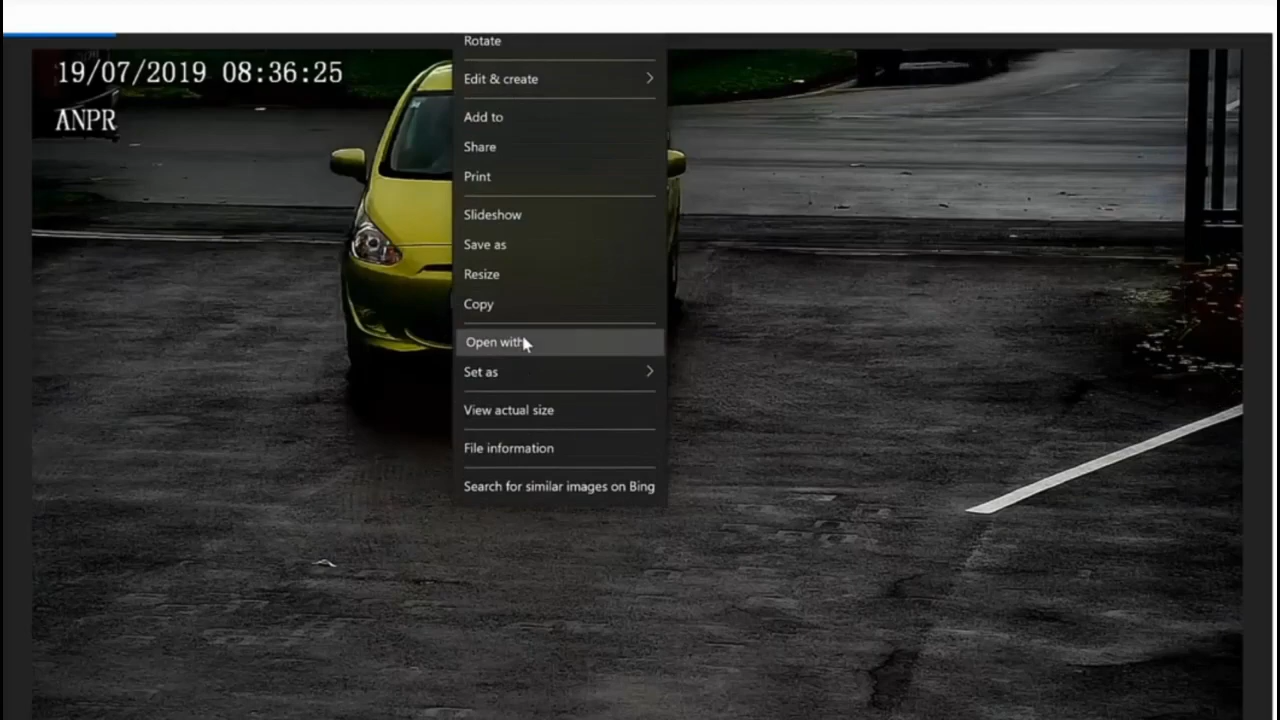 19/07/2019 08:36:25
ANPR
Rotate
Edit & create
Add to
Share
Print
Slideshow
Save as
Resize
Copy
Open with
Set as
View actual size
File information
Search for similar images on Bing